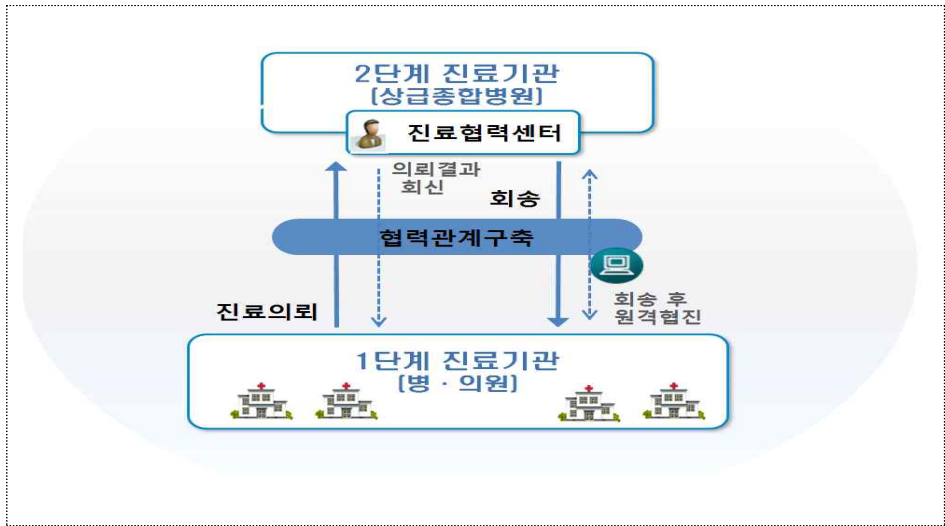 2단계 진료기관
[상급종합병원]
진료협력센터
의뢰결과
회신
회송
협력관계구축
진료의뢰
회송 후
원격협진
1단계 진료기관
[병 · 의원]